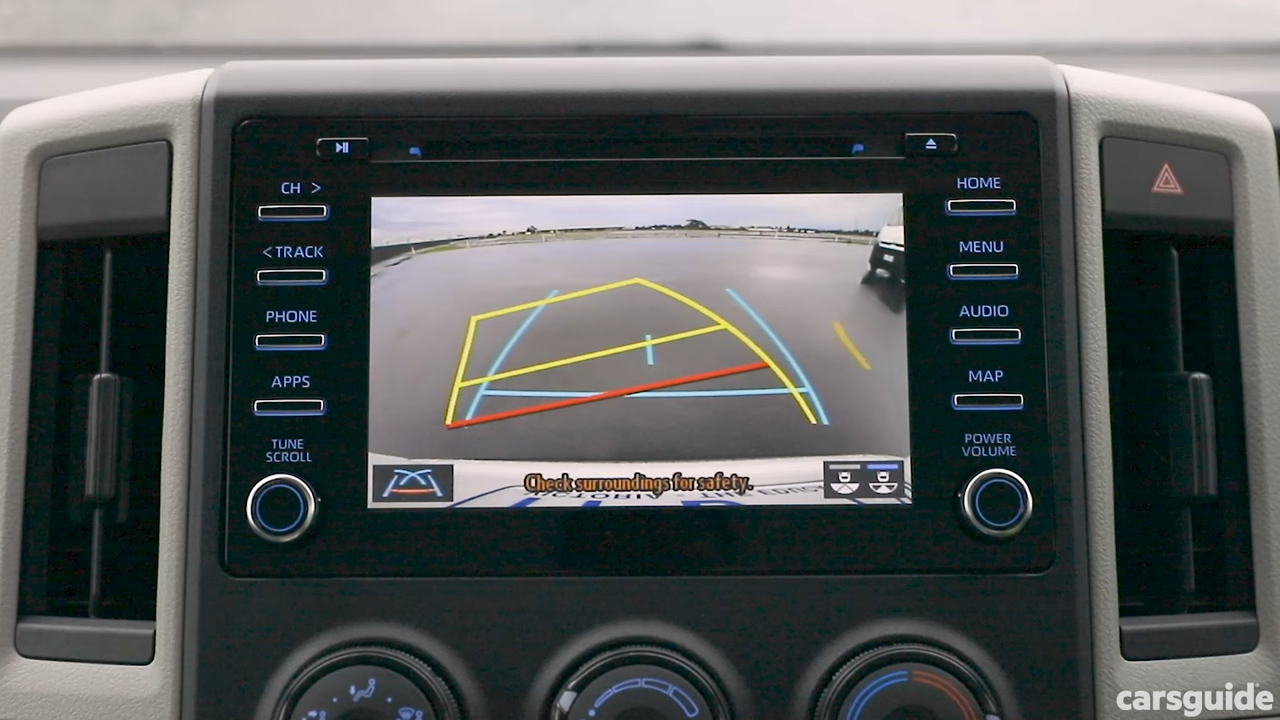 CH >
< TRACK
PHONE
APPS
TUNE
SCROLL
HOME
MENU
AUDIO
MAP
POWER
VOLUME
Check surroundings for safety.
carsguide